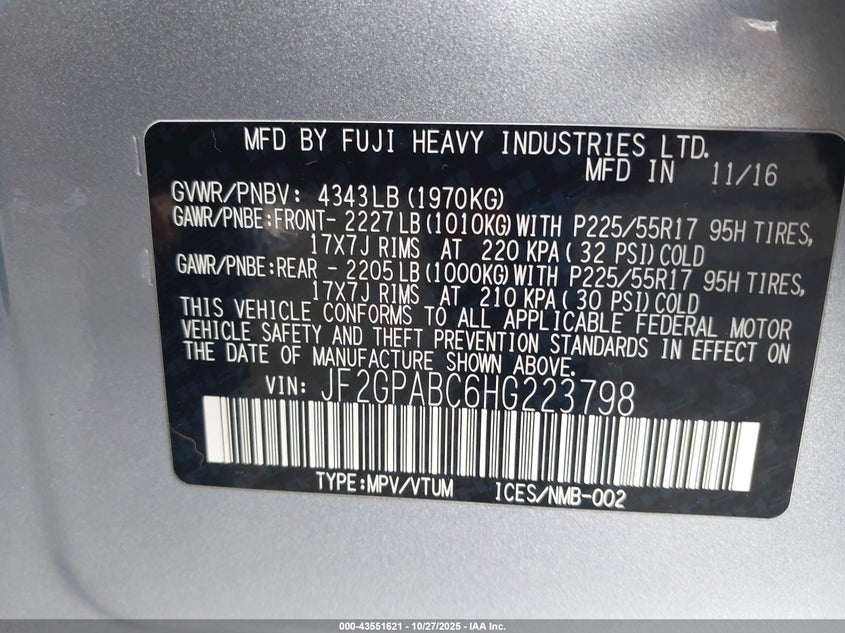 MFD BY FUJI HEAVY INDUSTRIES LTD.
MFD IN 11/16
GVWR/PNBV: 4343LB (1970KG)
GAWR/PNBE:FRONT- 2227LB (1010KG) WITH P225/55R17 95H TIRES,
17X7J RIMS AT 220 KPA ( 32 PSI) COLD
GAWR/PNBE:REAR - 2205LB (1000KG) WITH P225/55R17 95H TIRES,
17X7J RIMS AT 210 KPA ( 30 PSI) COLD
THIS VEHICLE CONFORMS TO ALL APPLICABLE FEDERAL MOTOR
VEHICLE SAFETY AND THEFT PREVENTION STANDARDS IN EFFECT ON
THE DATE OF MANUFACTURE SHOWN ABOVE.
VIN: JF2GPABC6HG223798
TYPE:MPV/VTUM ICES/NMB-002
000-43551621 | 10/27/2025 - IAA Inc.